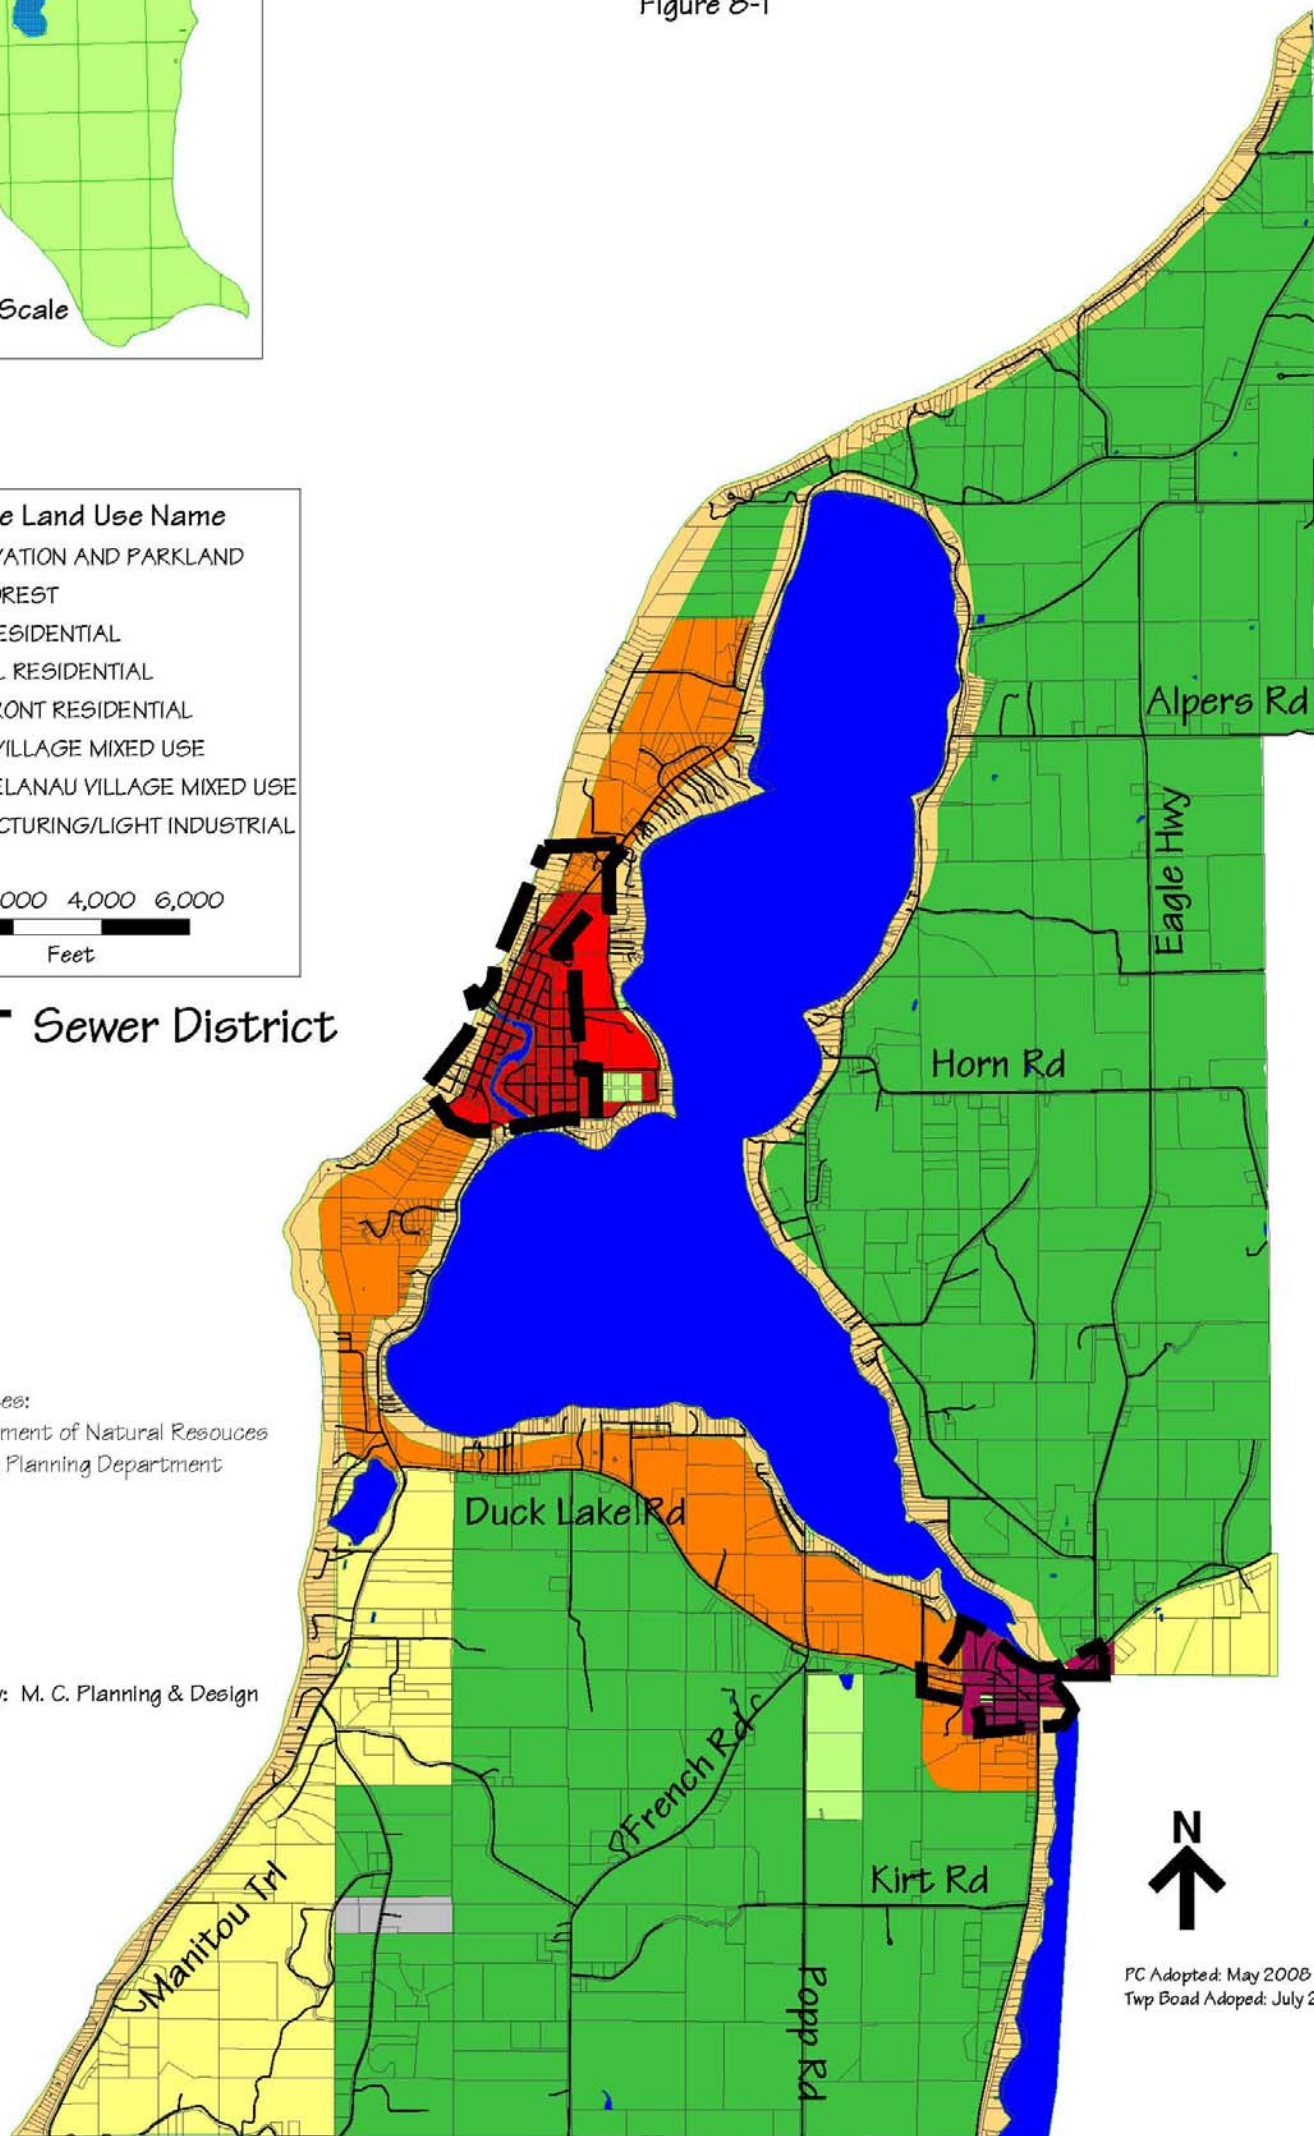 Figure 8-1
Scale
e Land Use Name
VATION AND PARKLAND
REST
ESIDENTIAL
L RESIDENTIAL
RONT RESIDENTIAL
VILLAGE MIXED USE
ELANAU VILLAGE MIXED USE
CTURING/LIGHT INDUSTRIAL
000 4,000 6,000
Feet
Sewer District
Alpers Rd
Eagle Hwy
Horn Rd
es:
ment of Natural Resouces
Planning Department
Duck Lake Rd
y: M. C. Planning & Design
French Rd
Kirt Rd
Manitou Trl
Popp Rd
N
PC Adopted: May 2008
Twp Boad Adoped: July 2